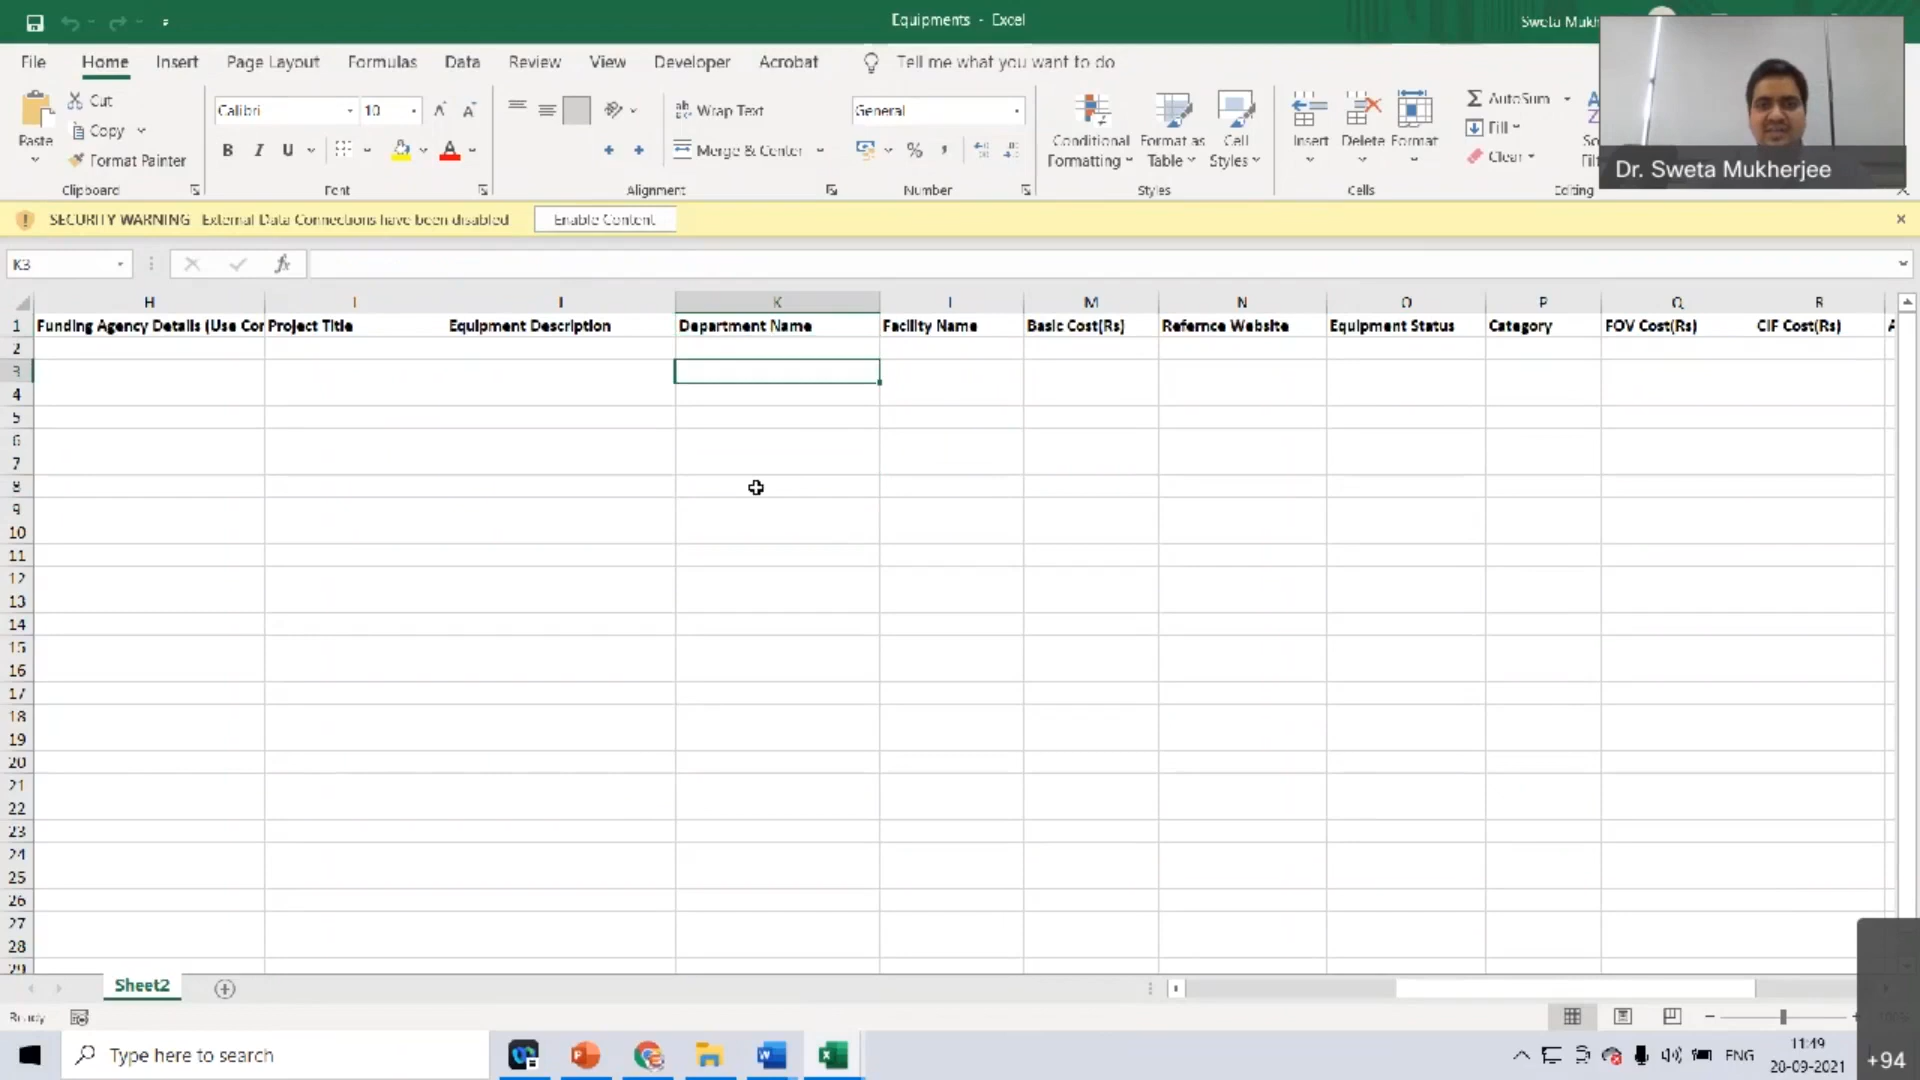 Equipments - Excel
Sweta Mukh
File Home Insert Page Layout Formulas Data Review View Developer Acrobat Tell me what you want to do
Paste
Cut
Copy
Format Painter
Clipboard
Calibri 10
B I U
Font
Wrap Text
Merge & Center
Alignment
General
%
Number
Conditional Formatting
Format as Table
Cell Styles
Styles
Insert Delete Format
Cells
AutoSum
Fill
Clear
Editing
Dr. Sweta Mukherjee
SECURITY WARNING External Data Connections have been disabled Enable Content
K3
fx
H K M N O P Q R
1 Funding Agency Details (Use Cor Project Title Equipment Description Department Name Facility Name Basic Cost(Rs) Refernce Website Equipment Status Category FOV Cost(Rs) CIF Cost(Rs)
2
3
4
5
6
7
8
9
10
11
12
13
14
15
16
17
18
19
20
21
22
23
24
25
26
27
28
29
Sheet2
Ready
Type here to search
ENG
11:49
28-09-2021
+94